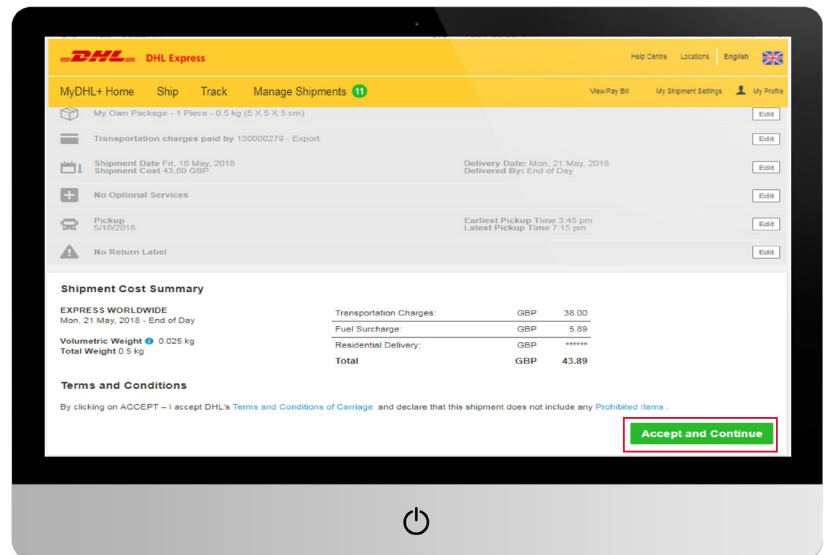 DHL DHL Express Help Centre Locations English
MyDHL+ Home Ship Track Manage Shipments 11 View/Pay Bill My Shipment Settings My Profile
My Own Package - 1 Piece - 0.5 kg (5 X 5 X 5 cm) Edit
Transportation charges paid by 130000279 - Export Edit
Shipment Date Fri, 18 May, 2018 Delivery Date: Mon, 21 May, 2018 Edit
Shipment Cost 43.89 GBP Delivered By: End of Day
No Optional Services Edit
Pickup Earliest Pickup Time 3:45 pm Edit
5/18/2018 Latest Pickup Time 7:15 pm
No Return Label Edit
Shipment Cost Summary
EXPRESS WORLDWIDE Transportation Charges: GBP 38.00
Mon, 21 May, 2018 - End of Day
Fuel Surcharge: GBP 5.89
Volumetric Weight 0.025 kg Residential Delivery: GBP ******
Total Weight 0.5 kg
Total GBP 43.89
Terms and Conditions
By clicking on ACCEPT – I accept DHL's Terms and Conditions of Carriage and declare that this shipment does not include any Prohibited Items .
Accept and Continue